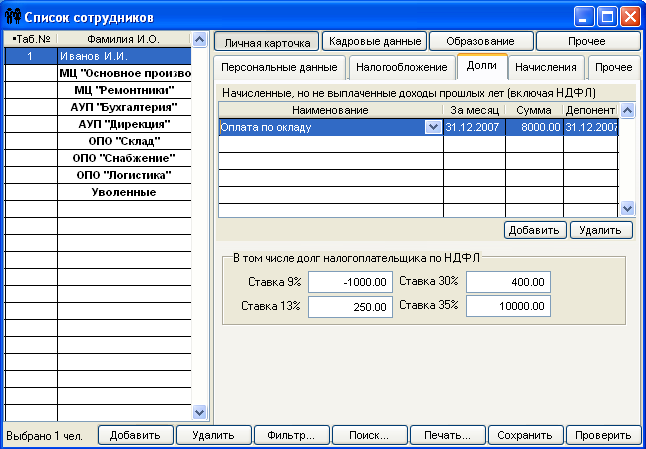 Список сотрудников
•Таб.№ Фамилия И.О.
1 Иванов И.И.
МЦ "Основное произво
МЦ "Ремонтники"
АУП "Бухгалтерия"
АУП "Дирекция"
ОПО "Склад"
ОПО "Снабжение"
ОПО "Логистика"
Уволенные
Личная карточка Кадровые данные Образование Прочее
Персональные данные Налогообложение Долги Начисления Прочее
Начисленные, но не выплаченные доходы прошлых лет (включая НДФЛ)
Наименование За месяц Сумма Депонент
Оплата по окладу 31.12.2007 8000.00 31.12.2007
Добавить Удалить
В том числе долг налогоплательщика по НДФЛ
Ставка 9% -1000.00 Ставка 30% 400.00
Ставка 13% 250.00 Ставка 35% 10000.00
Выбрано 1 чел. Добавить Удалить Фильтр... Поиск... Печать... Сохранить Проверить